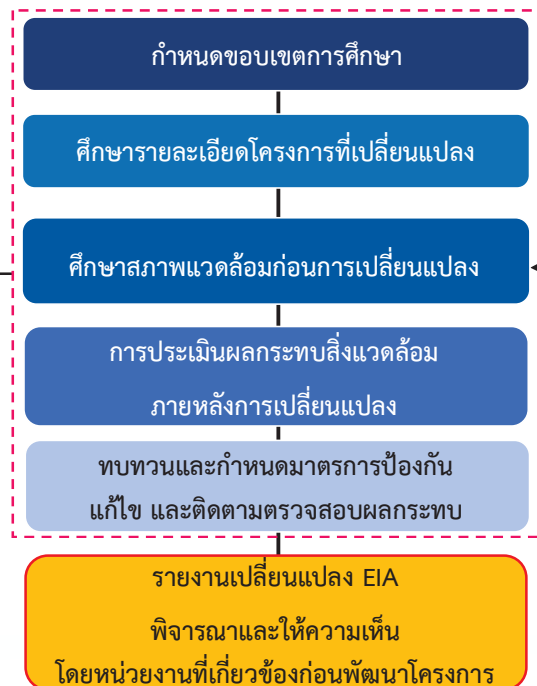 กำหนดขอบเขตการศึกษา
ศึกษารายละเอียดโครงการที่เปลี่ยนแปลง
ศึกษาสภาพแวดล้อมก่อนการเปลี่ยนแปลง
การประเมินผลกระทบสิ่งแวดล้อม
ภายหลังการเปลี่ยนแปลง
ทบทวนและกำหนดมาตรการป้องกัน
แก้ไข และติดตามตรวจสอบผลกระทบ
รายงานเปลี่ยนแปลง EIA
พิจารณาและให้ความเห็น
โดยหน่วยงานที่เกี่ยวข้องก่อนพัฒนาโครงการ